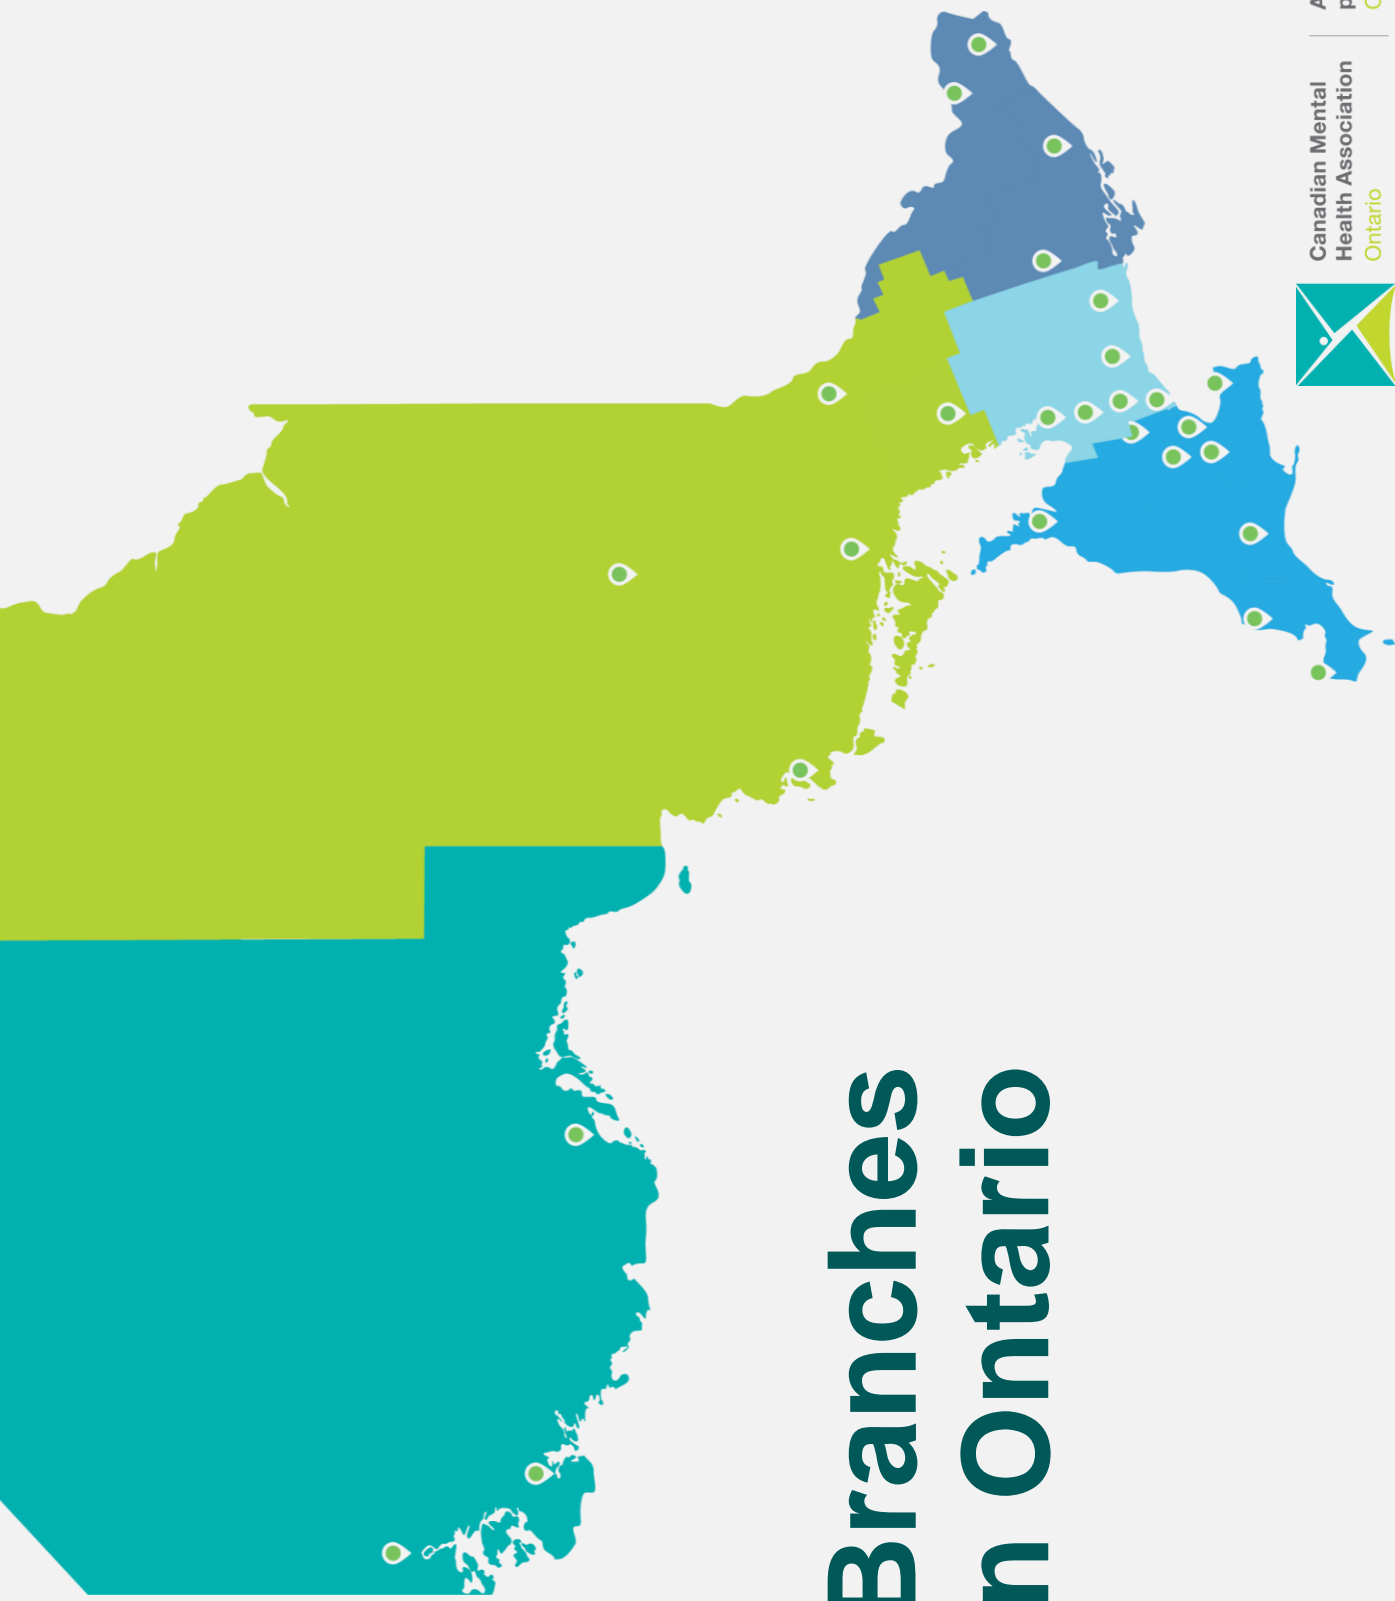 Branches
n Ontario
Canadian Mental
Health Association
Ontario